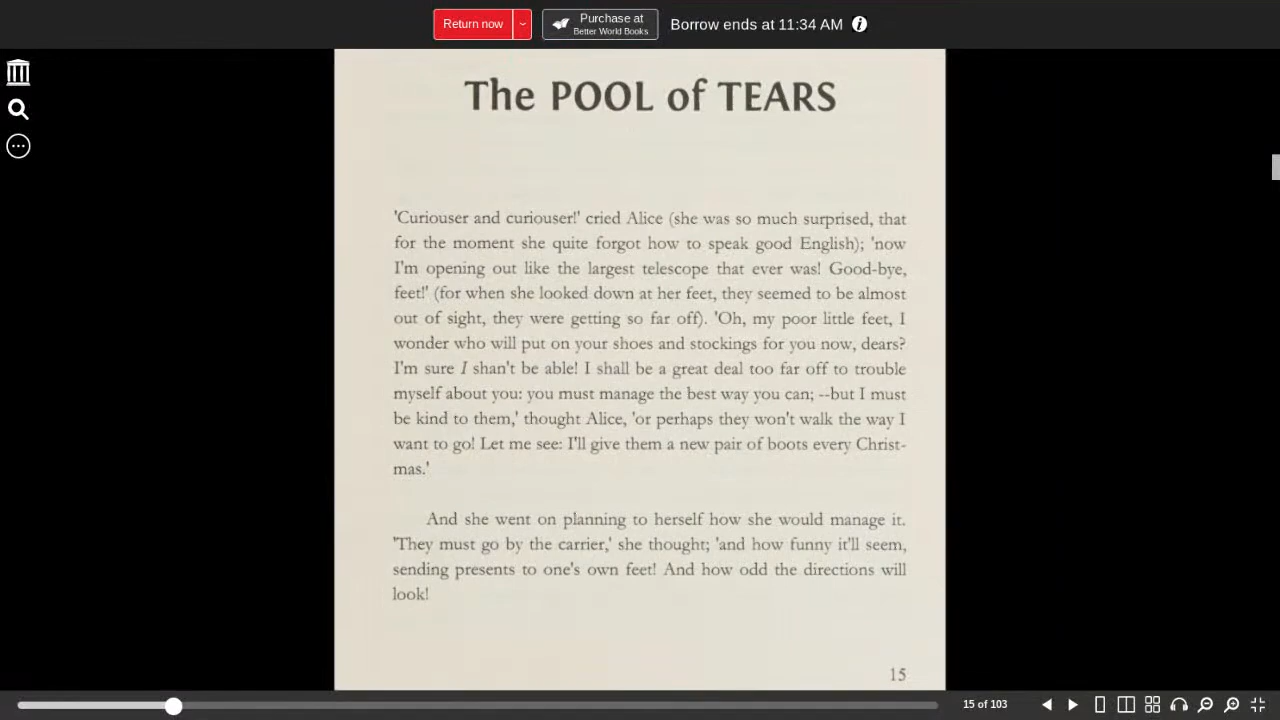 Return now
Purchase at
Better World Books
Borrow ends at 11:34 AM
The POOL of TEARS
'Curiouser and curiouser!' cried Alice (she was so much surprised, that
for the moment she quite forgot how to speak good English); 'now
I'm opening out like the largest telescope that ever was! Good-bye,
feet!' (for when she looked down at her feet, they seemed to be almost
out of sight, they were getting so far off). 'Oh, my poor little feet, I
wonder who will put on your shoes and stockings for you now, dears?
I'm sure I shan't be able! I shall be a great deal too far off to trouble
myself about you: you must manage the best way you can; --but I must
be kind to them,' thought Alice, 'or perhaps they won't walk the way I
want to go! Let me see: I'll give them a new pair of boots every Christ-
mas.'
And she went on planning to herself how she would manage it.
'They must go by the carrier,' she thought; 'and how funny it'll seem,
sending presents to one's own feet! And how odd the directions will
look!
15
15 of 103